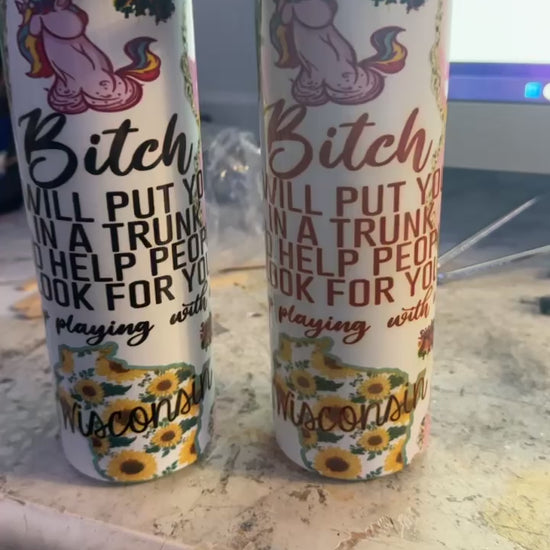 Bitch
WILL PUT YO
IN A TRUNK
D HELP PEOP
OOK FOR YO
playing with
Wisconsin
Bitch
WILL PUT YO
IN A TRUNK
D HELP PEOP
OOK FOR YO
playing with
Wisconsin